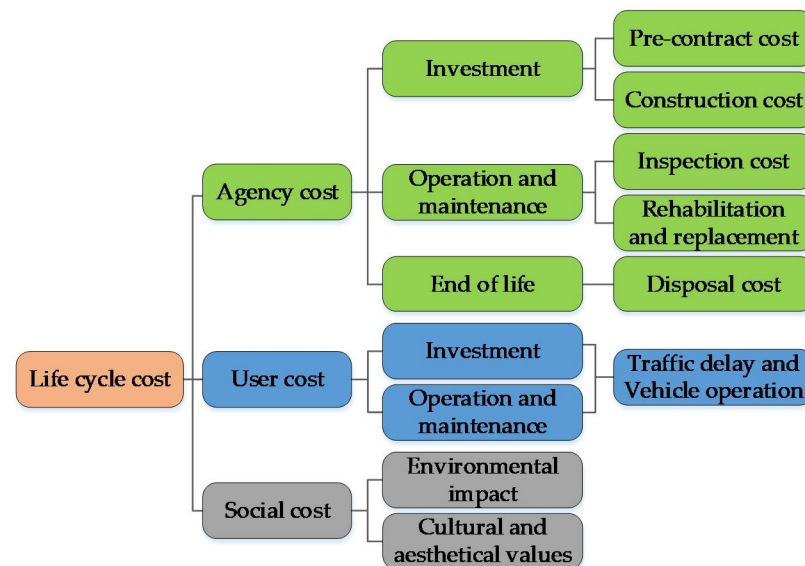 Pre-contract cost
Investment
Construction cost
Inspection cost
Agency cost
Operation and
maintenance
Rehabilitation
and replacement
End of life
Disposal cost
Life cycle cost
User cost
Investment
Operation and
maintenance
Traffic delay and
Vehicle operation
Social cost
Environmental
impact
Cultural and
aesthetical values